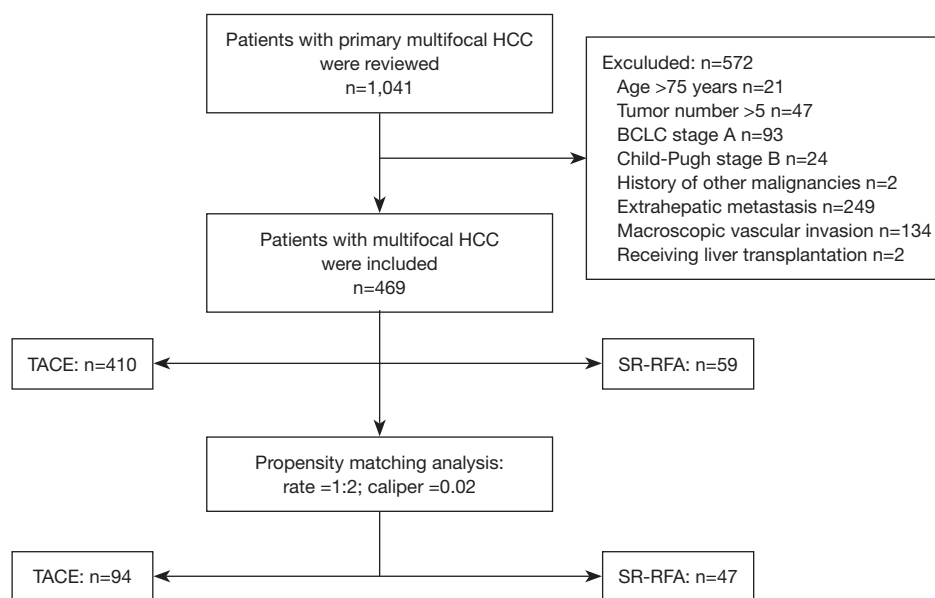 Patients with primary multifocal HCC
were reviewed
n=1,041
Exculuded: n=572
Age >75 years n=21
Tumor number >5 n=47
BCLC stage A n=93
Child-Pugh stage B n=24
History of other malignancies n=2
Extrahepatic metastasis n=249
Macroscopic vascular invasion n=134
Receiving liver transplantation n=2
Patients with multifocal HCC
were included
n=469
TACE: n=410
SR-RFA: n=59
Propensity matching analysis:
rate =1:2; caliper =0.02
TACE: n=94
SR-RFA: n=47